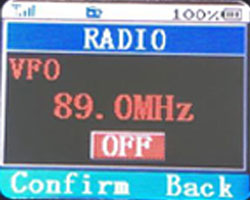 100%
RADIO
VFO
89.0MHz
OFF
Confirm Back